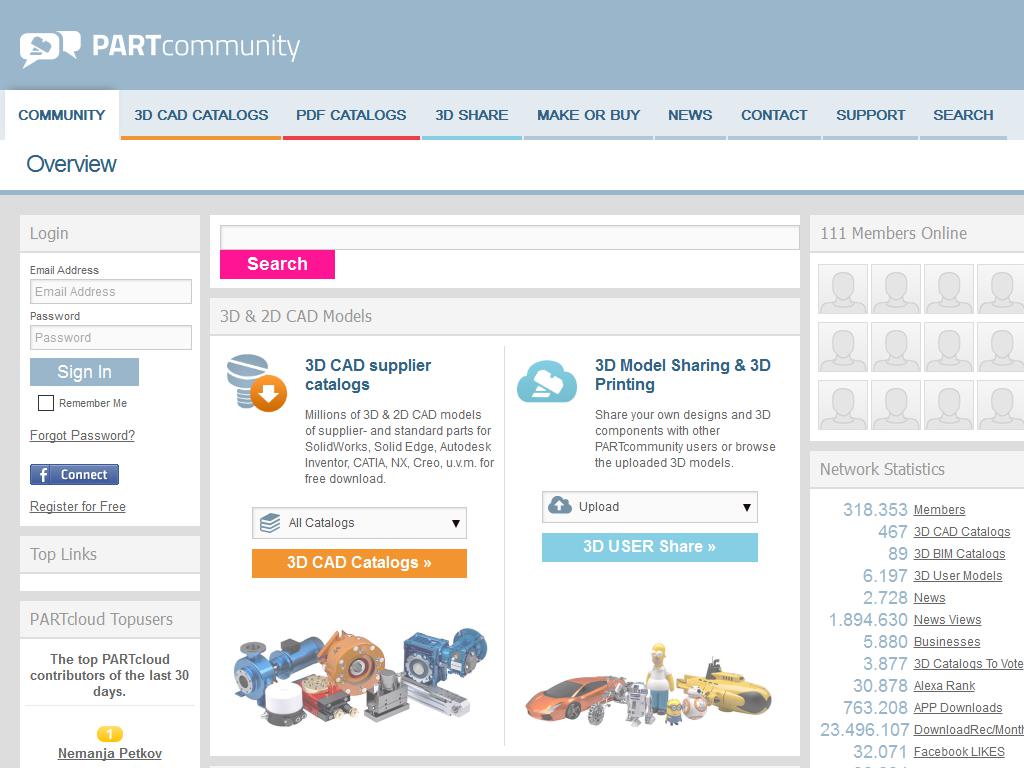 PARTcommunity
COMMUNITY
3D CAD CATALOGS
PDF CATALOGS
3D SHARE
MAKE OR BUY
NEWS
CONTACT
SUPPORT
SEARCH
Overview
Login
Email Address
Email Address
Password
Password
Sign In
Remember Me
Forgot Password?
f Connect
Register for Free
Top Links
PARTcloud Topusers
The top PARTcloud
contributors of the last 30
days.
1
Nemanja Petkov
Search
3D & 2D CAD Models
3D CAD supplier
catalogs
Millions of 3D & 2D CAD models
of supplier- and standard parts for
SolidWorks, Solid Edge, Autodesk
Inventor, CATIA, NX, Creo, u.v.m. for
free download.
All Catalogs
3D CAD Catalogs »
3D Model Sharing & 3D
Printing
Share your own designs and 3D
components with other
PARTcommunity users or browse
the uploaded 3D models.
Upload
3D USER Share »
111 Members Online
Network Statistics
318.353 Members
467 3D CAD Catalogs
89 3D BIM Catalogs
6.197 3D User Models
2.728 News
1.894.630 News Views
5.880 Businesses
3.877 3D Catalogs To Vote
30.878 Alexa Rank
763.208 APP Downloads
23.496.107 DownloadRec/Month
32.071 Facebook LIKES